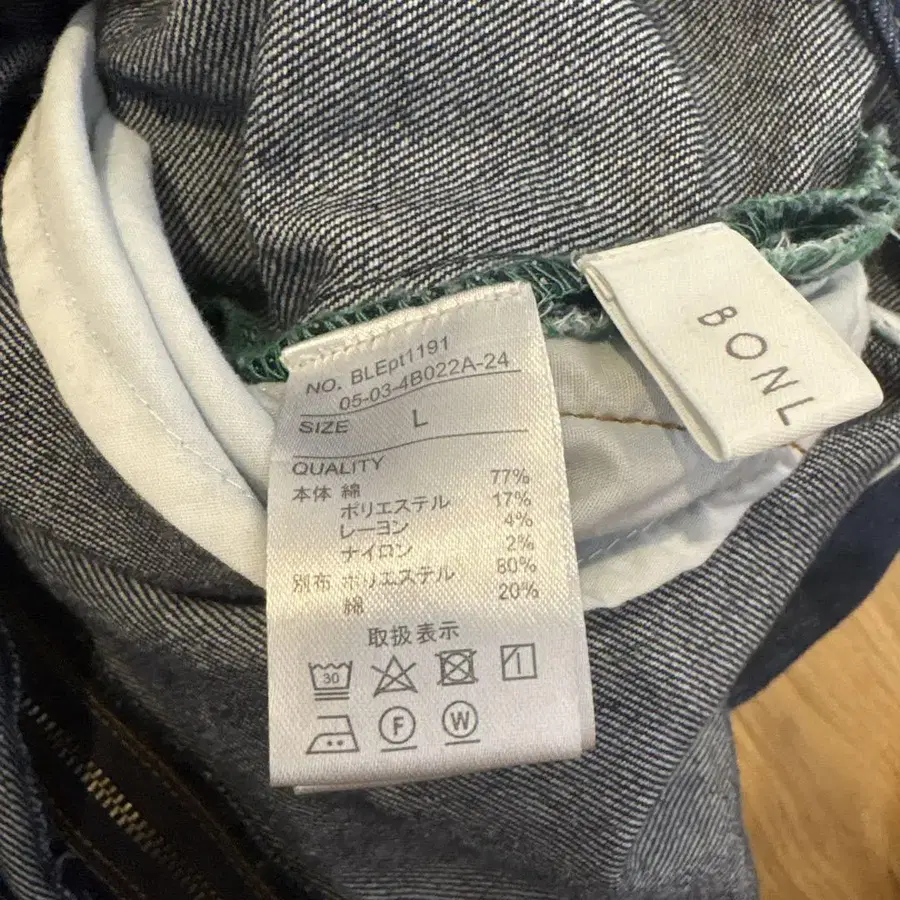 NO. BLEpt1191
05-03-4B022A-24
SIZE L
QUALITY
本体 綿 77%
ポリエステル 17%
レーヨン 4%
ナイロン 2%
別布 ポリエステル 80%
綿 20%
取扱表示
30
F W
BONL